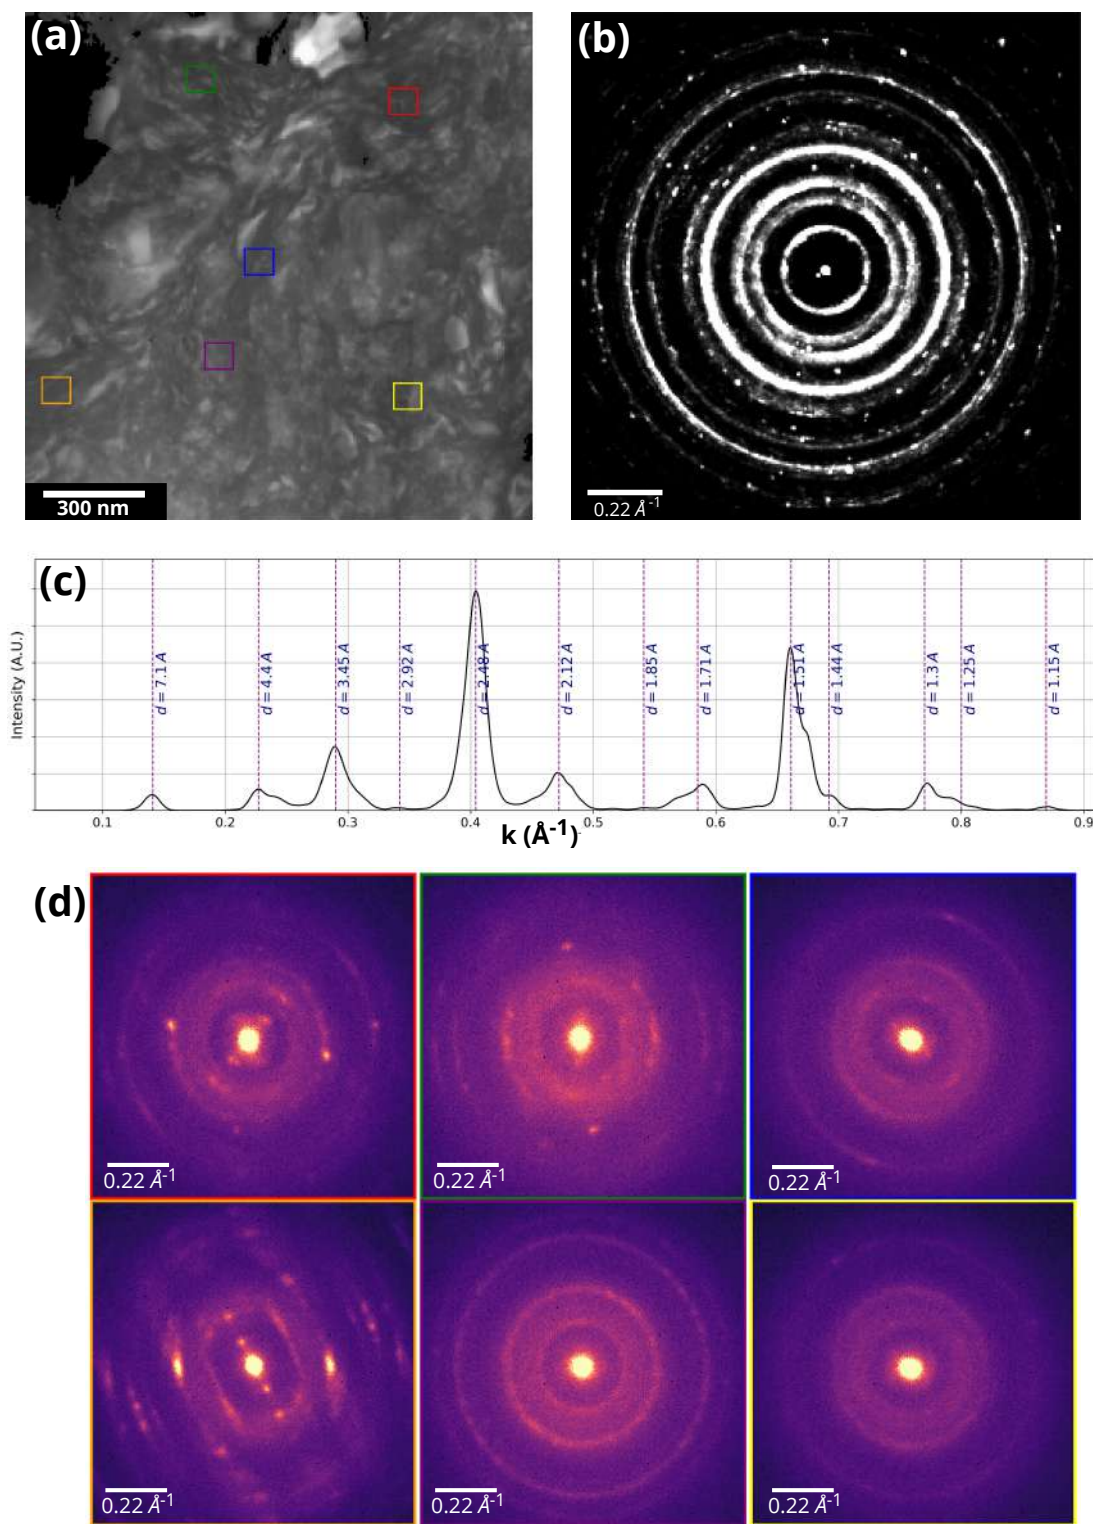 (a)
300 nm
(b)
0.22 Å⁻¹
(c)
Intensity (A.U.)
d = 7.1 A
d = 4.4 A
d = 3.45 A
d = 2.92 A
d = 2.48 A
d = 2.12 A
d = 1.85 A
d = 1.71 A
d = 1.51 A
d = 1.44 A
d = 1.3 A
d = 1.25 A
d = 1.15 A
0.1 0.2 0.3 0.4 0.5 0.6 0.7 0.8 0.9
k (Å⁻¹)
(d)
0.22 Å⁻¹
0.22 Å⁻¹
0.22 Å⁻¹
0.22 Å⁻¹
0.22 Å⁻¹
0.22 Å⁻¹